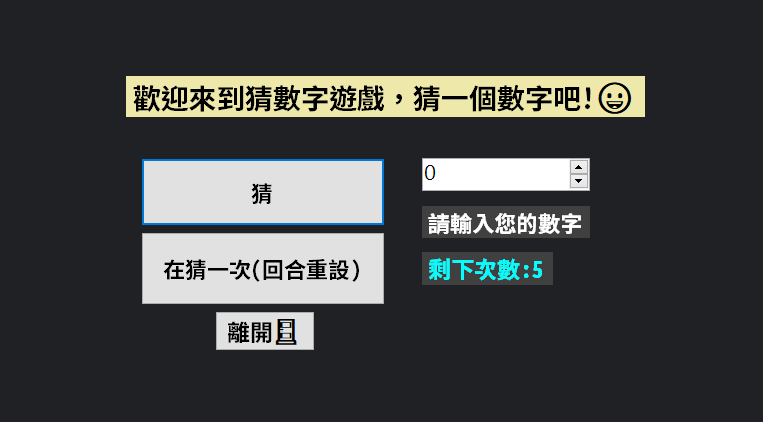 歡迎來到猜數字遊戲，猜一個數字吧!😀
猜
0
請輸入您的數字
在猜一次(回合重設)
剩下次數:5
離開🚪